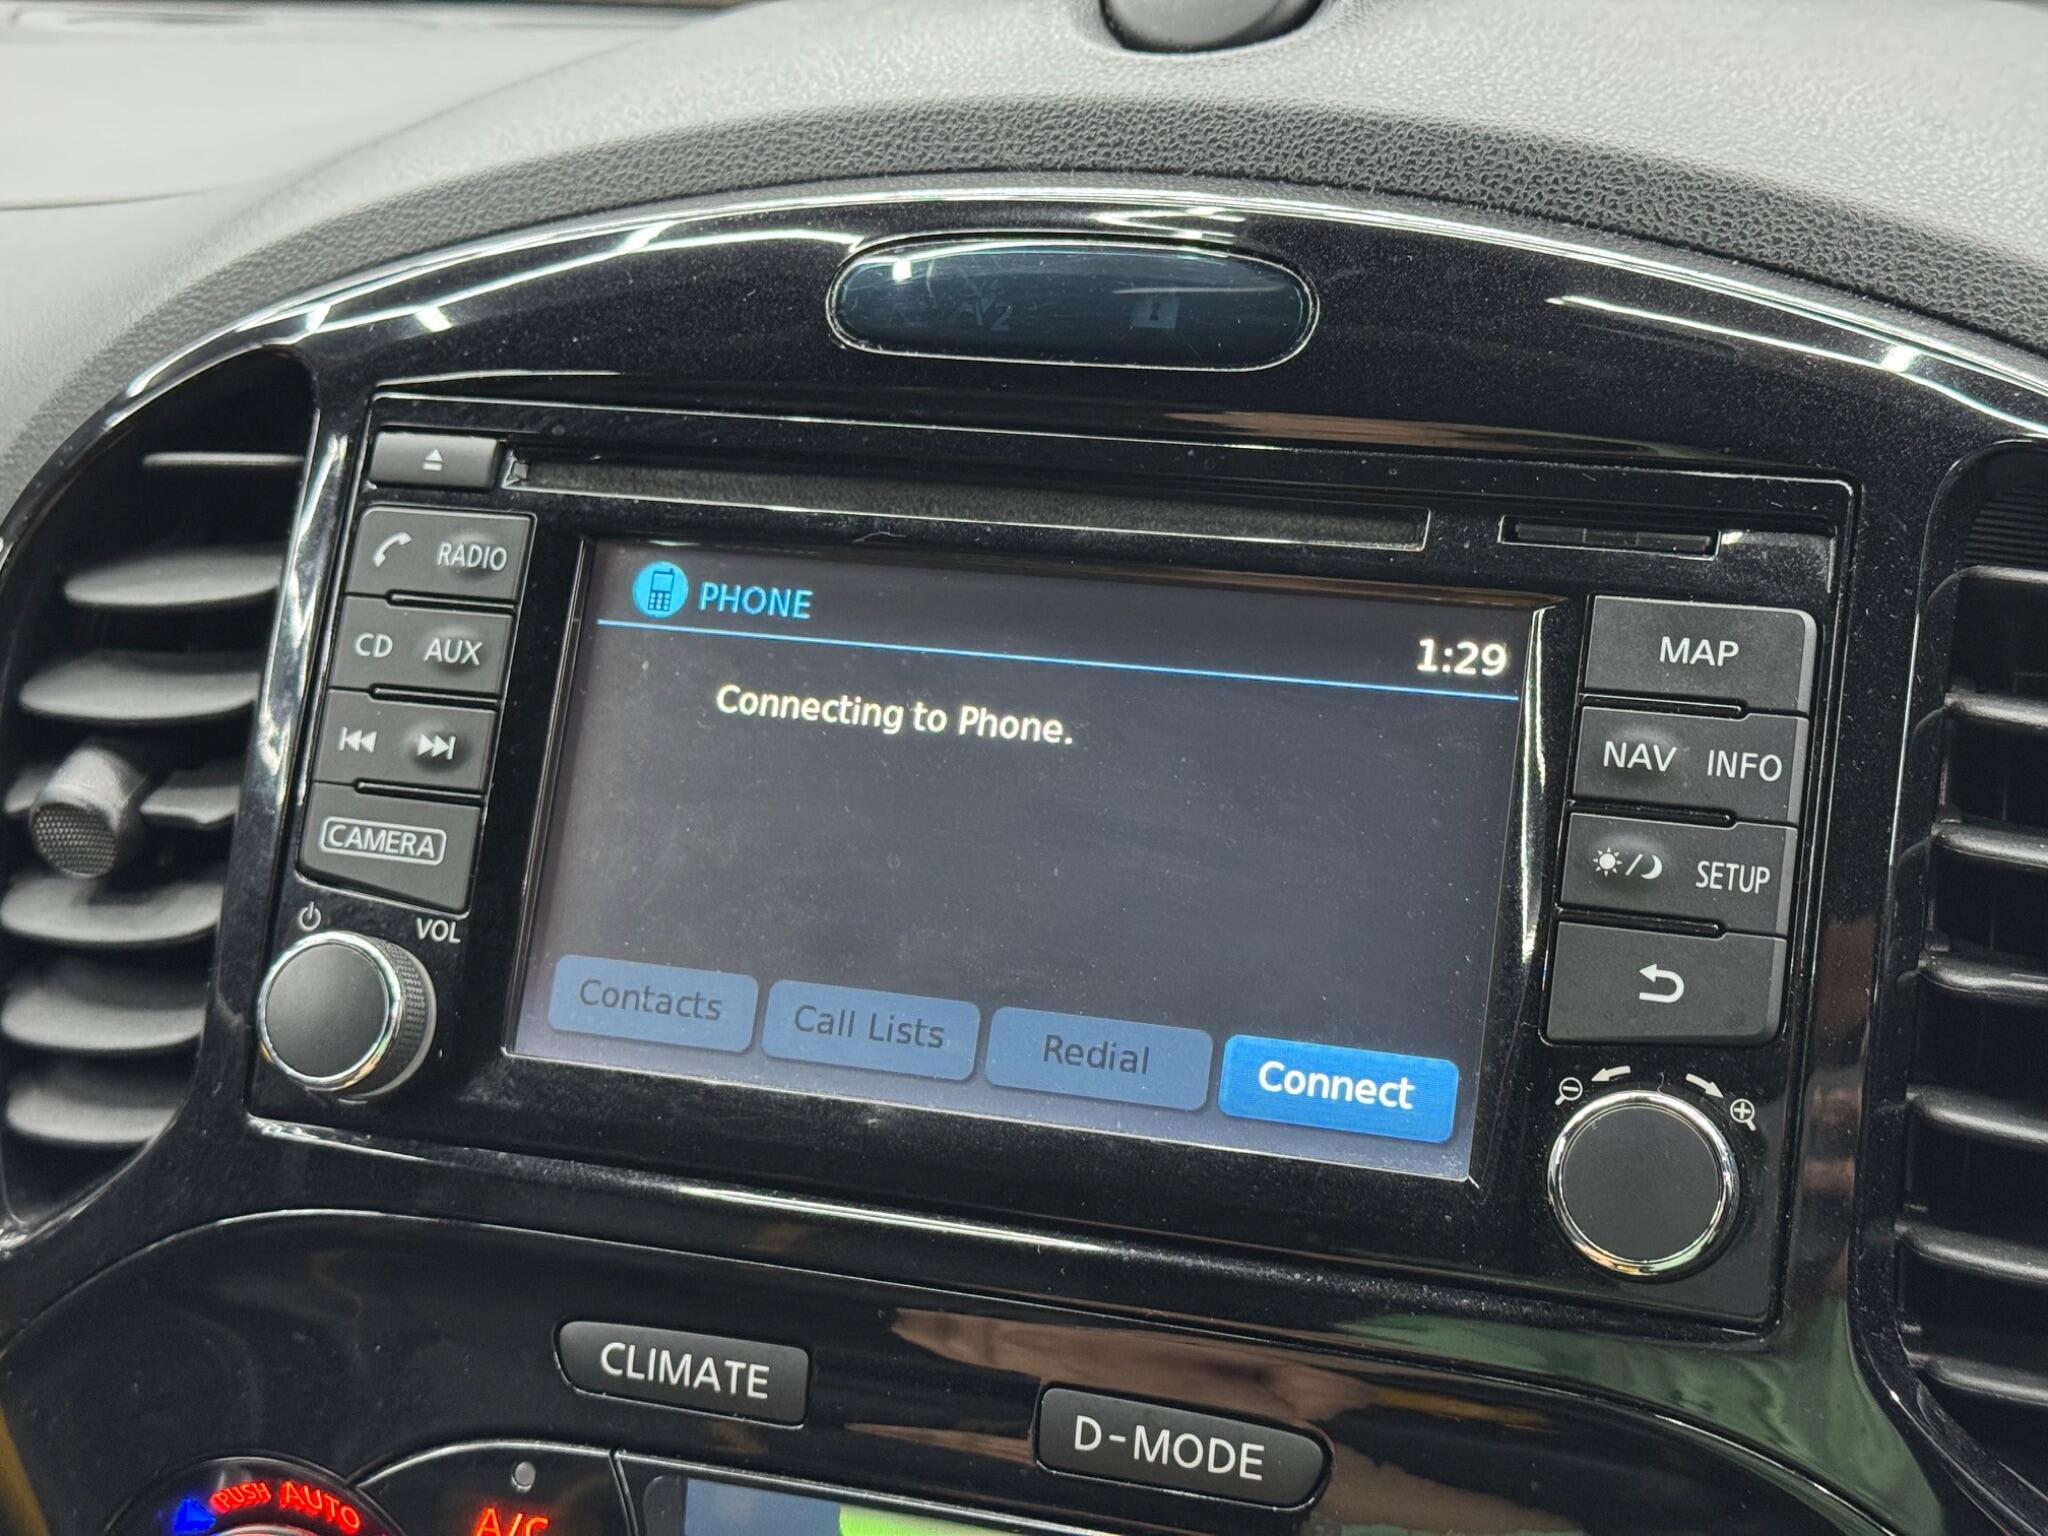 RADIO
CD AUX
CAMERA
VOL
PHONE
1:29
Connecting to Phone.
Contacts Call Lists Redial Connect
MAP
NAV INFO
SETUP
CLIMATE
D-MODE
PUSH AUTO
A/C